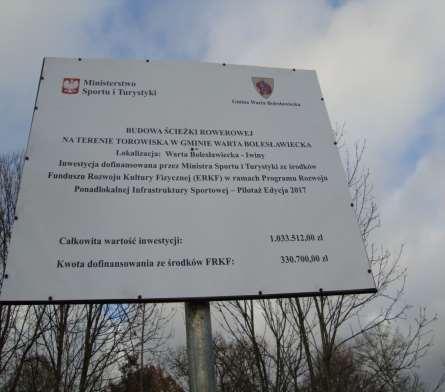 Ministerstwo
Sportu i Turystyki
Gmina Warta Bolesławiecka
BUDOWA ŚCIEŻKI ROWEROWEJ
NA TERENIE TOROWISKA W GMINIE WARTA BOLESŁAWIECKA
Lokalizacja: Warta Bolesławiecka - Iwiny
Inwestycja dofinansowana przez Ministra Sportu i Turystyki ze środków
Funduszu Rozwoju Kultury Fizycznej (ERKF) w ramach Programu Rozwoju
Ponadlokalnej Infrastruktury Sportowej – Pilotaż Edycja 2017
Całkowita wartość inwestycji: 1.033.512,00 zł
Kwota dofinansowania ze środków FRKF: 330.700,00 zł